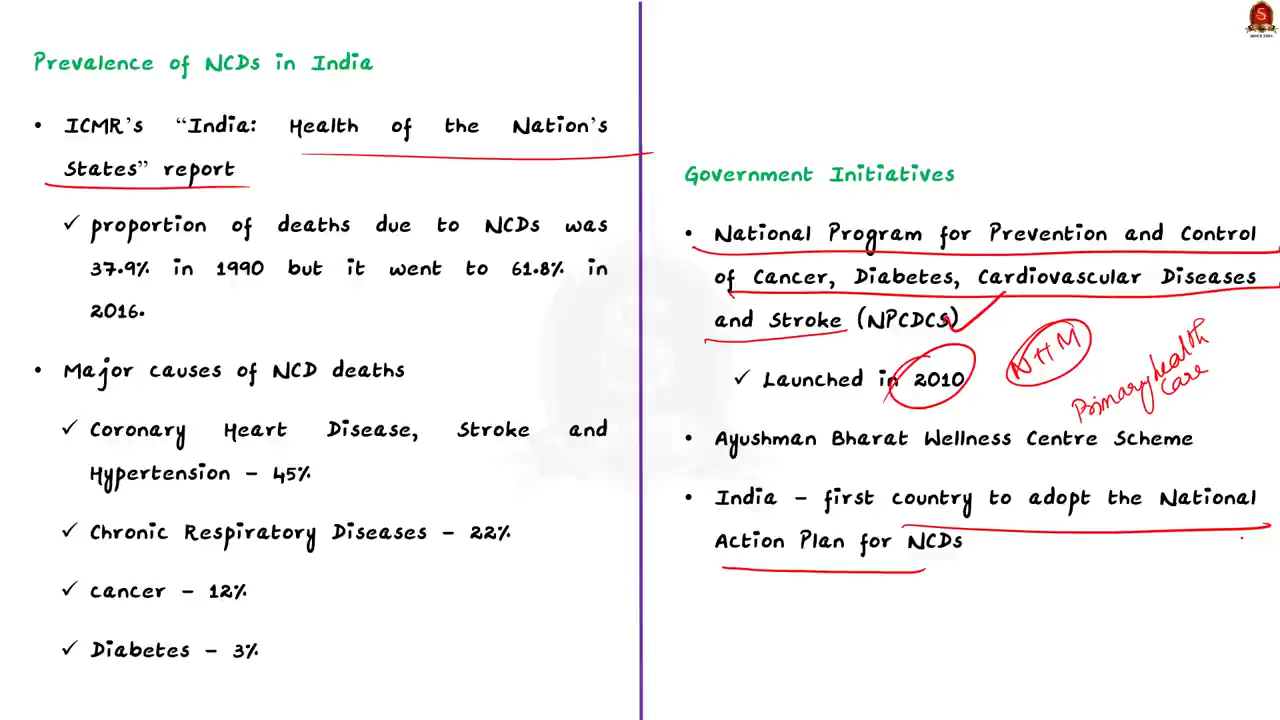 Prevalence of NCDs in India
• ICMR's “India: Health of the Nation's
States” report
✓ proportion of deaths due to NCDs was
37.9% in 1990 but it went to 61.8% in
2016.
• Major causes of NCD deaths
✓ Coronary Heart Disease, Stroke and
Hypertension – 45%
✓ Chronic Respiratory Diseases – 22%
✓ cancer – 12%
✓ Diabetes – 3%
Government Initiatives
• National Program for Prevention and Control
of Cancer, Diabetes, Cardiovascular Diseases
and Stroke (NPCDCS)
✓ Launched in 2010
NHM
Primary health
Care
• Ayushman Bharat Wellness Centre Scheme
• India – first country to adopt the National
Action Plan for NCDs
S